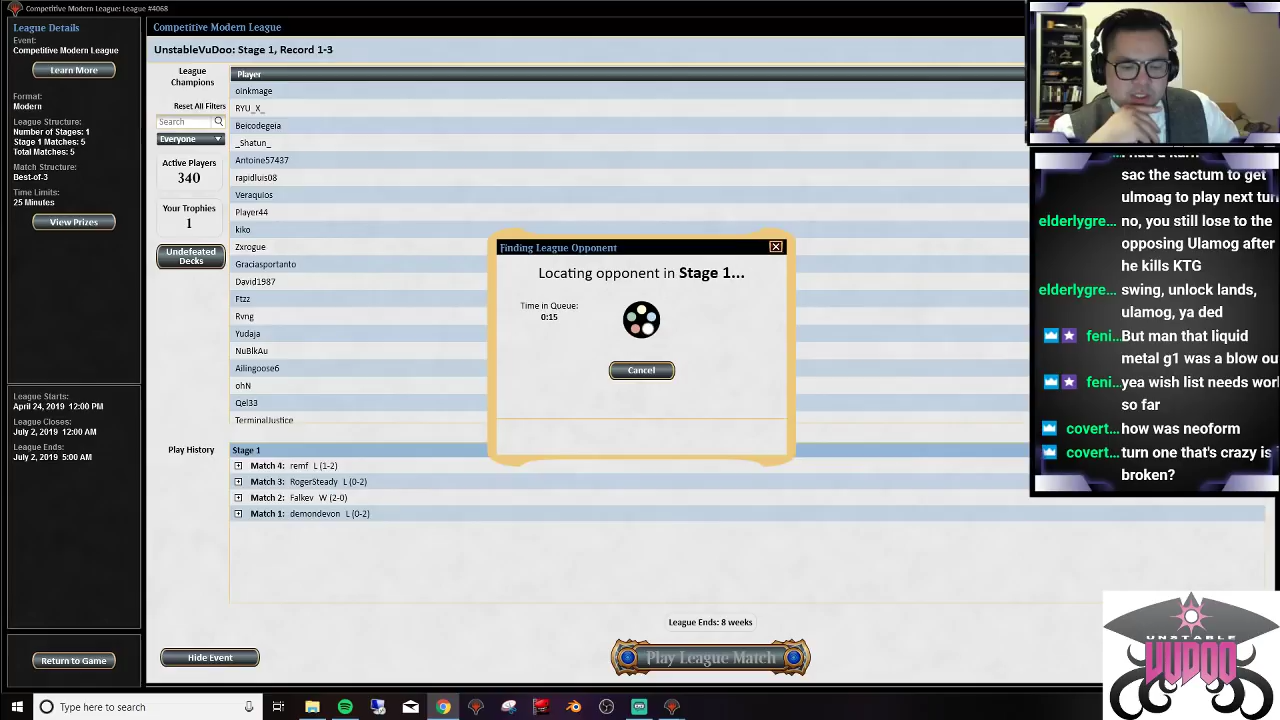 Competitive Modern League: League #4068
League Details
Event:
Competitive Modern League
Learn More
Format:
Modern
League Structure:
Number of Stages: 1
Stage 1 Matches: 5
Total Matches: 5
Match Structure:
Best-of-3
Time Limits:
25 Minutes
View Prizes
League Starts:
April 24, 2019 12:00 PM
League Closes:
July 2, 2019 12:00 AM
League Ends:
July 2, 2019 5:00 AM
Return to Game
Competitive Modern League
UnstableVuDoo: Stage 1, Record 1-3
League
Champions
Reset All Filters
Search
Everyone
Active Players
340
Your Trophies
1
Undefeated
Decks
Player
oinkmage
RYU_X_
Beicodegeia
_Shatun_
Antoine57437
rapidluis08
Veraquios
Player44
kiko
Zxrogue
Graciasportanto
David1987
Ftzz
Rvng
Yudaja
NuBlkAu
Ailingoose6
ohN
Qel33
TerminalJustice
Finding League Opponent
Locating opponent in Stage 1...
Time in Queue:
0:15
Cancel
Play History
Stage 1
Match 4: remf L (1-2)
Match 3: RogerSteady L (0-2)
Match 2: Falkev W (2-0)
Match 1: demondevon L (0-2)
League Ends: 8 weeks
Hide Event
Play League Match
sac the sactum to get
ulmoag to play next tur
elderlygre... no, you still lose to the
opposing Ulamog after
he kills KTG
elderlygre... swing, unlock lands,
ulamog, ya ded
feni... But man that liquid
metal g1 was a blow ou
feni... yea wish list needs wor
so far
covert... how was neoform
covert... turn one that's crazy is
broken?
UNSTABLE
VUDOO
Type here to search